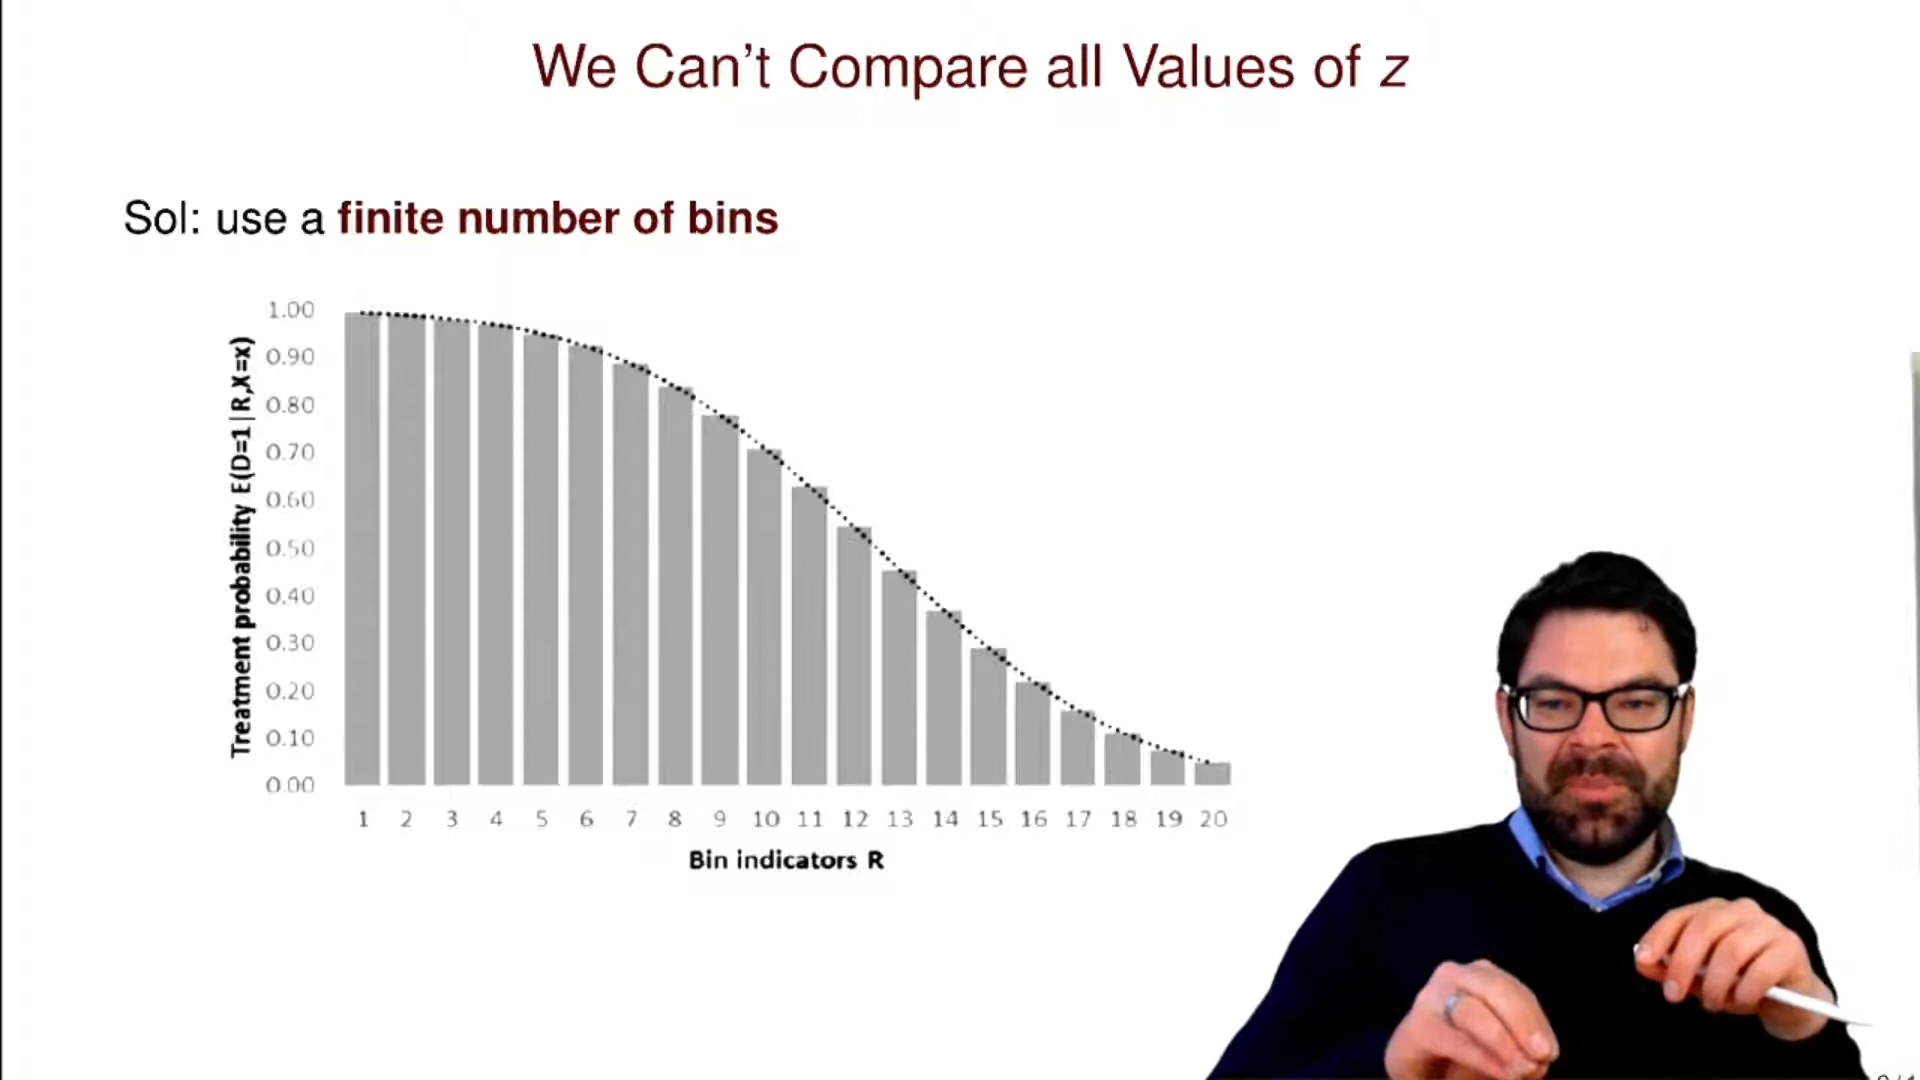 We Can't Compare all Values of z
Sol: use a finite number of bins
Treatment probability E(D=1|R,X=x)
1.00
0.90
0.80
0.70
0.60
0.50
0.40
0.30
0.20
0.10
0.00
1 2 3 4 5 6 7 8 9 10 11 12 13 14 15 16 17 18 19 20
Bin indicators R